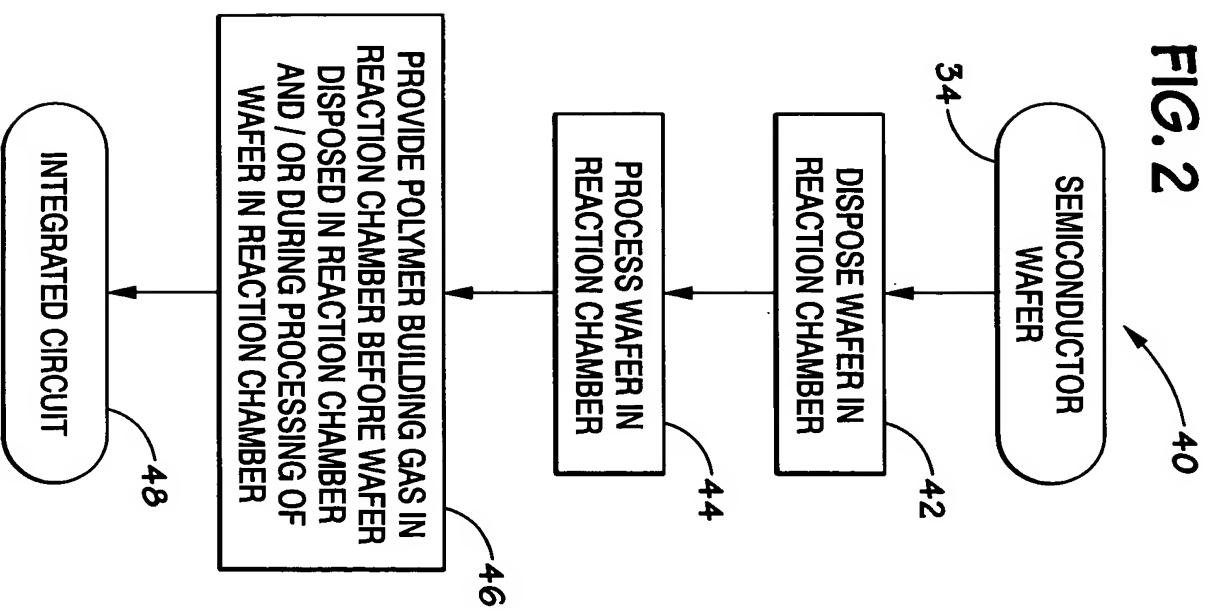 FIG. 2
40
SEMICONDUCTOR
WAFER
34
DISPOSE WAFER IN
REACTION CHAMBER
42
PROCESS WAFER IN
REACTION CHAMBER
44
PROVIDE POLYMER BUILDING GAS IN
REACTION CHAMBER BEFORE WAFER
DISPOSED IN REACTION CHAMBER
AND / OR DURING PROCESSING OF
WAFER IN REACTION CHAMBER
46
INTEGRATED CIRCUIT
48